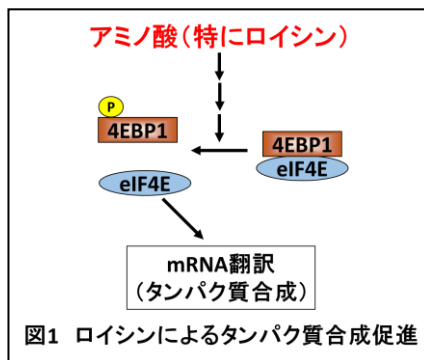 アミノ酸(特にロイシン)
P
4EBP1
4EBP1
eIF4E
eIF4E
mRNA翻訳
(タンパク質合成)
図1 ロイシンによるタンパク質合成促進